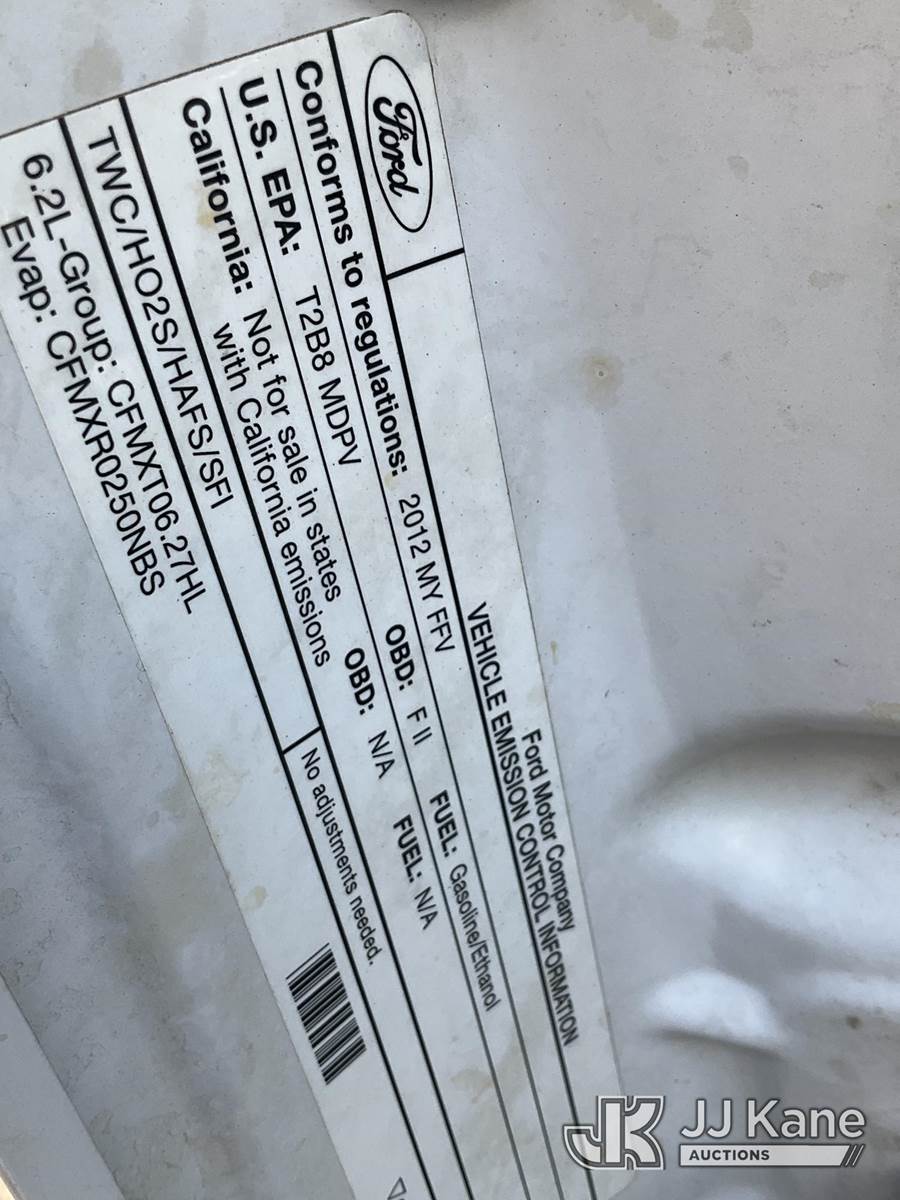 Ford
Ford Motor Company
VEHICLE EMISSION CONTROL INFORMATION
Conforms to regulations: 2012 MY FFV
U.S. EPA: T2B8 MDPV OBD: F II FUEL: Gasoline/Ethanol
California: Not for sale in states with California emissions OBD: N/A FUEL: N/A
TWC/HO2S/HAFS/SFI
No adjustments needed.
6.2L-Group: CFMXT06.27HL
Evap: CFMXR0250NBS
JK JJ Kane
AUCTIONS